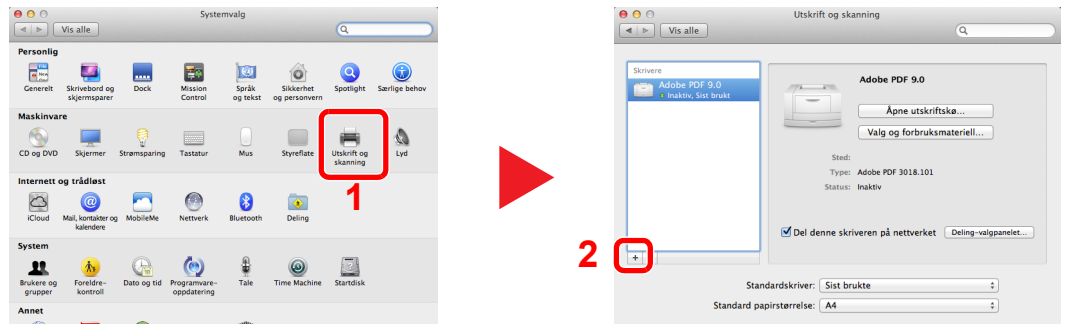 Systemvalg
Vis alle
Personlig
Generelt
Skrivebord og
skjermsparer
Dock
Mission
Control
Språk
og tekst
Sikkerhet
og personvern
Spotlight
Særlige behov
Maskinvare
CD og DVD
Skjermer
Strømsparing
Tastatur
Mus
Styreflate
Utskrift og
skanning
Lyd
1
Internett og trådløst
iCloud
Mail, kontakter og
kalendere
MobileMe
Nettverk
Bluetooth
Deling
System
Brukere og
grupper
Foreldre-
kontroll
Dato og tid
Programvare-
oppdatering
Tale
Time Machine
Startdisk
Annet
Utskrift og skanning
Vis alle
Skrivere
Adobe PDF 9.0
Inaktiv, Sist brukt
Adobe PDF 9.0
Åpne utskriftskø...
Valg og forbruksmateriell...
Sted:
Type: Adobe PDF 3018.101
Status: Inaktiv
Del denne skriveren på nettverket
Deling-valgpanelet...
2
+
Standardskriver: Sist brukte
Standard papirstørrelse: A4